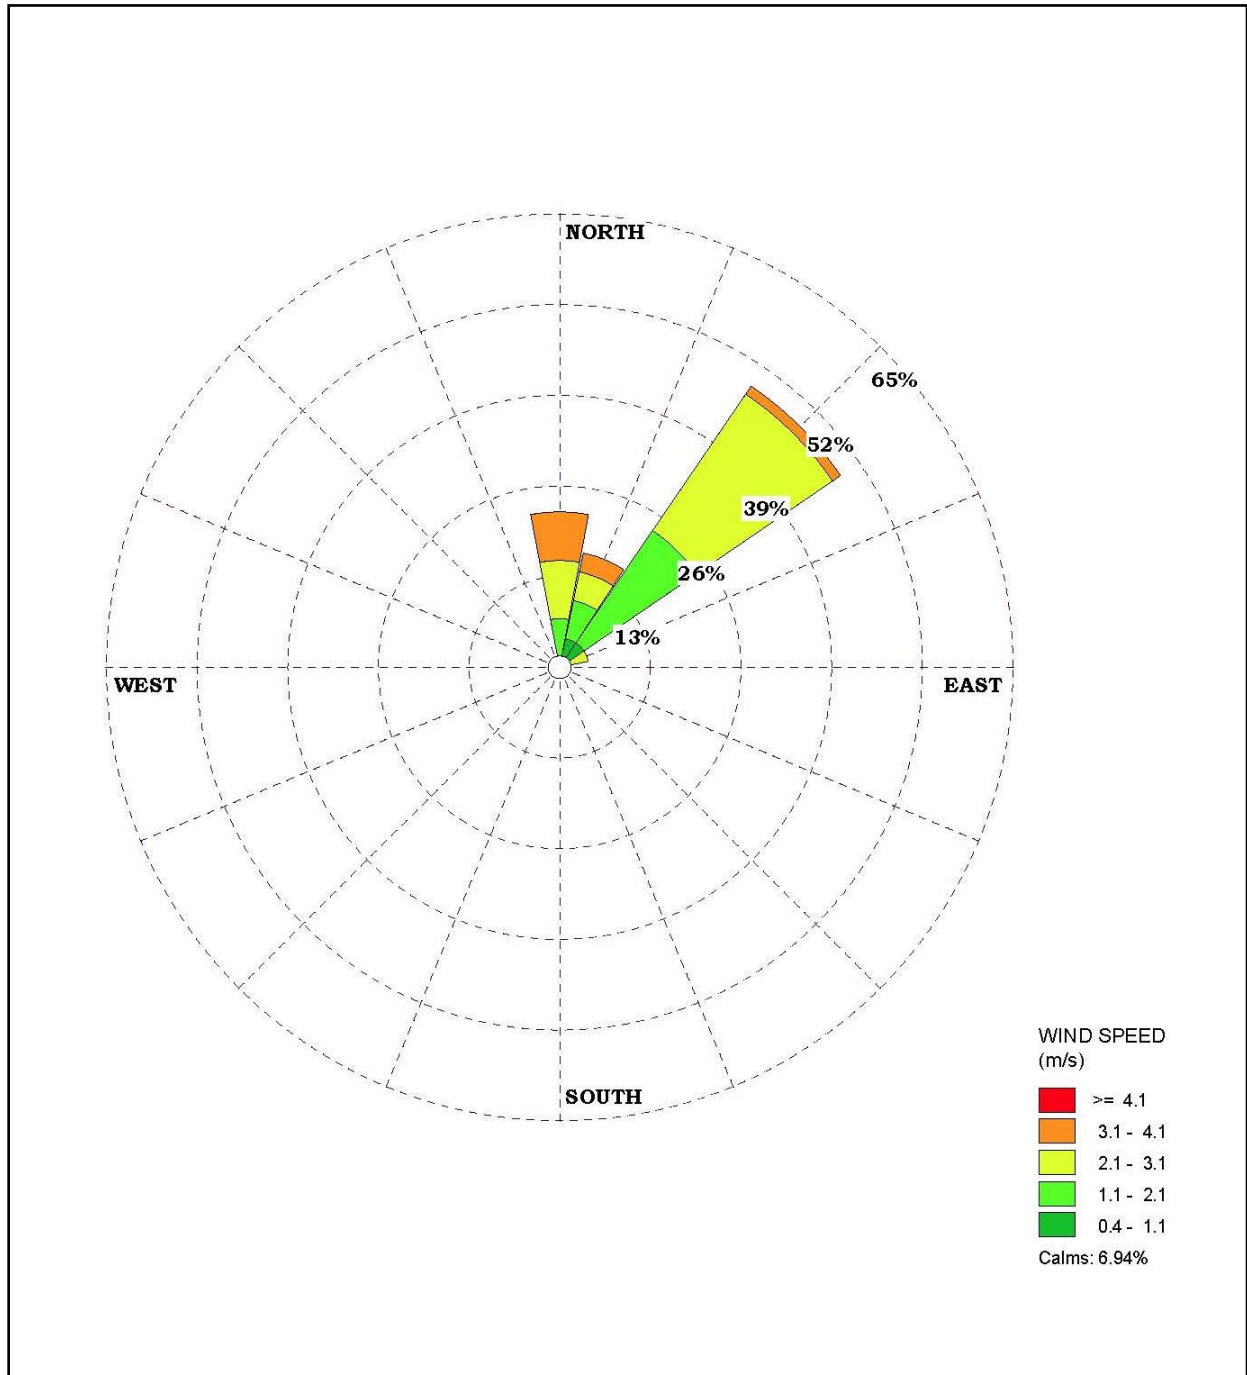 NORTH
65%
52%
39%
26%
13%
WEST
EAST
SOUTH
WIND SPEED
(m/s)
>= 4.1
3.1 - 4.1
2.1 - 3.1
1.1 - 2.1
0.4 - 1.1
Calms: 6.94%